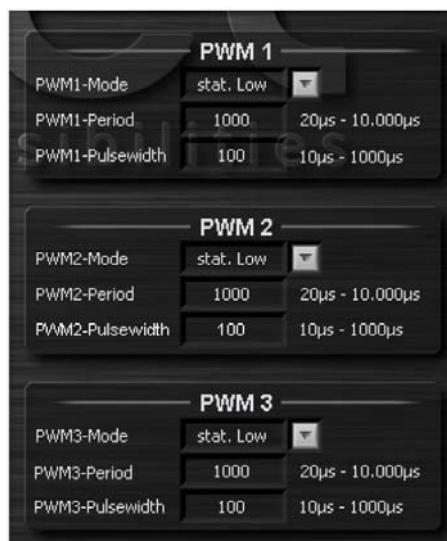 PWM 1
PWM1-Mode stat. Low
PWM1-Period 1000 20µs - 10.000µs
sibilities
PWM1-Pulsewidth 100 10µs - 1000µs
PWM 2
PWM2-Mode stat. Low
PWM2-Period 1000 20µs - 10.000µs
PWM2-Pulsewidth 100 10µs - 1000µs
PWM 3
PWM3-Mode stat. Low
PWM3-Period 1000 20µs - 10.000µs
PWM3-Pulsewidth 100 10µs - 1000µs